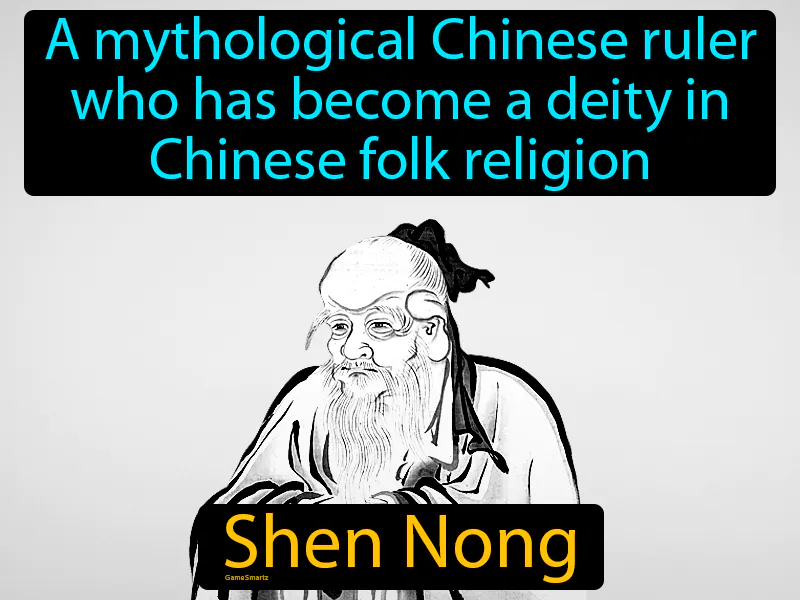 A mythological Chinese ruler
who has become a deity in
Chinese folk religion
Shen Nong
GameSmartz